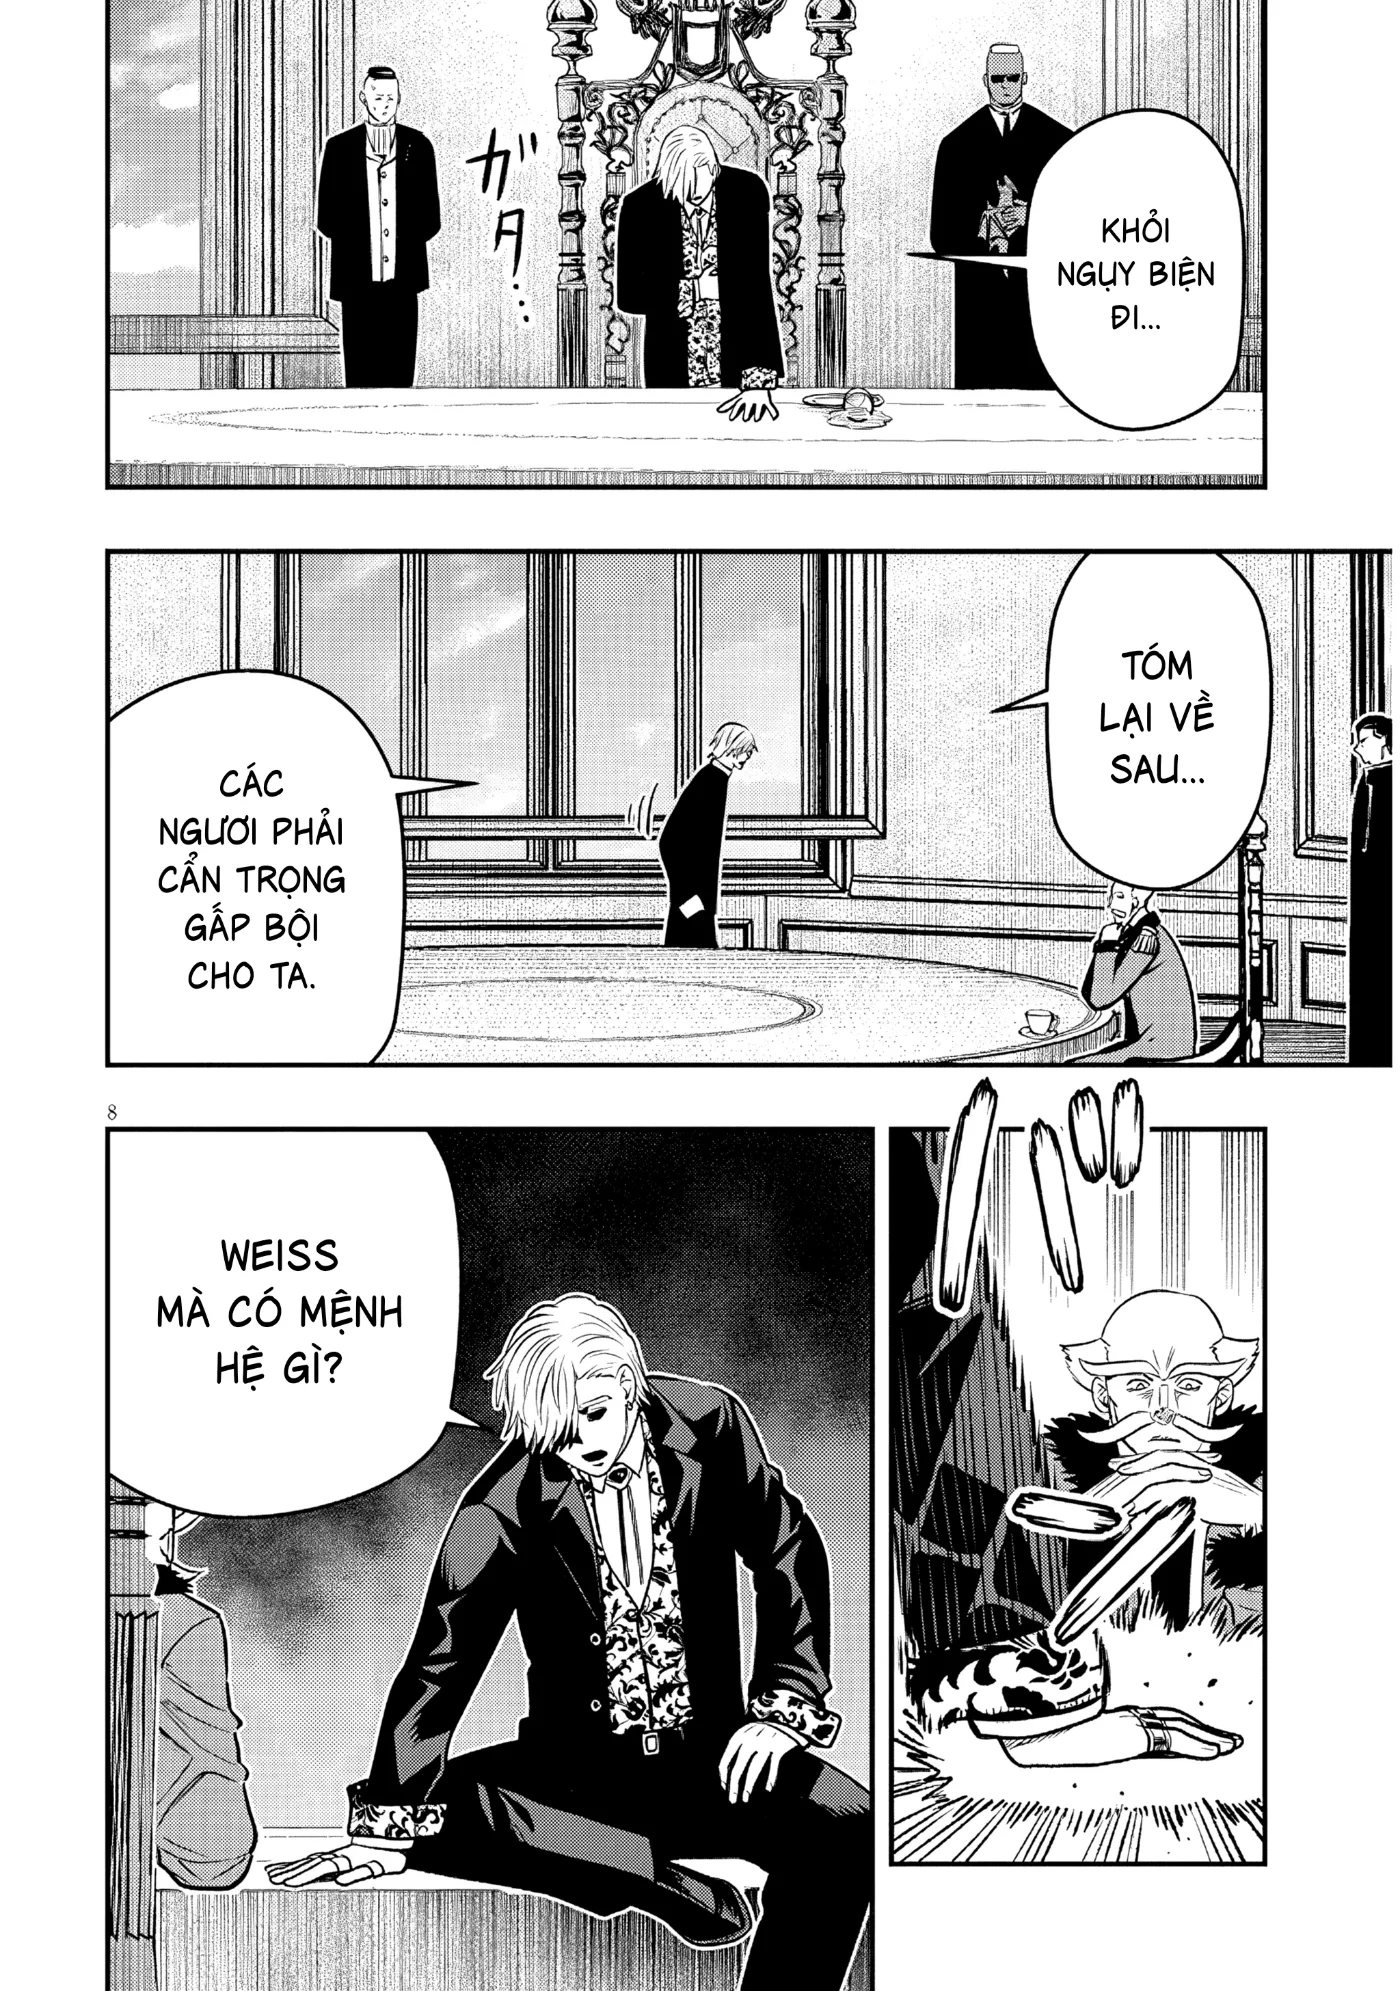 ガタ…
KHỎI
NGỤY BIỆN
ĐI...
TÓM
LẠI VỀ
SAU...
CÁC
NGƯƠI PHẢI
CẨN TRỌNG
GẤP BỘI
CHO TA.
8
WEISS
MÀ CÓ MỆNH
HỆ GÌ?